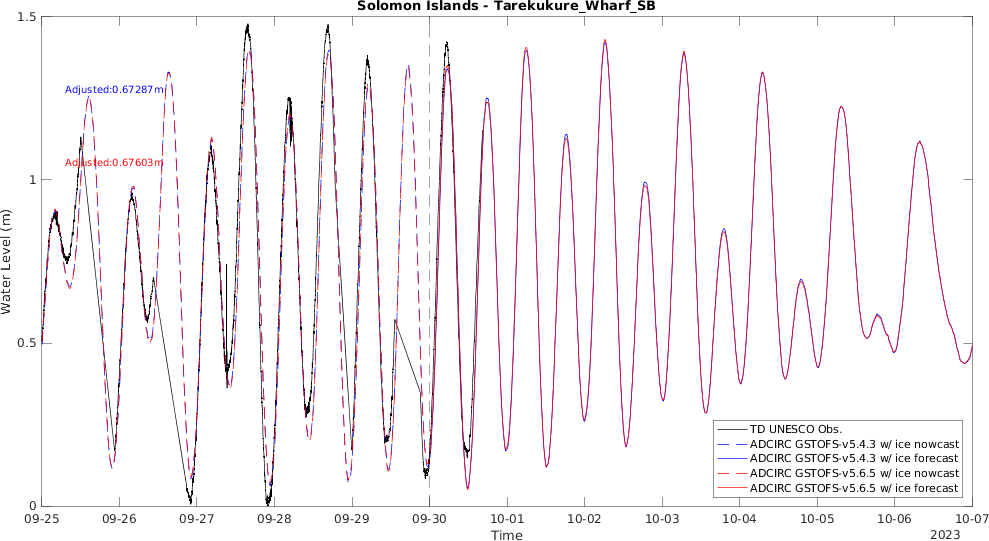 Solomon Islands - Tarekukure_Wharf_SB
1.5
1
0.5
0
Water Level (m)
Adjusted:0.67287m
Adjusted:0.67603m
TD UNESCO Obs.
ADCIRC GSTOFS-v5.4.3 w/ ice nowcast
ADCIRC GSTOFS-v5.4.3 w/ ice forecast
ADCIRC GSTOFS-v5.6.5 w/ ice nowcast
ADCIRC GSTOFS-v5.6.5 w/ ice forecast
09-25 09-26 09-27 09-28 09-29 09-30 10-01 10-02 10-03 10-04 10-05 10-06 10-07
Time
2023